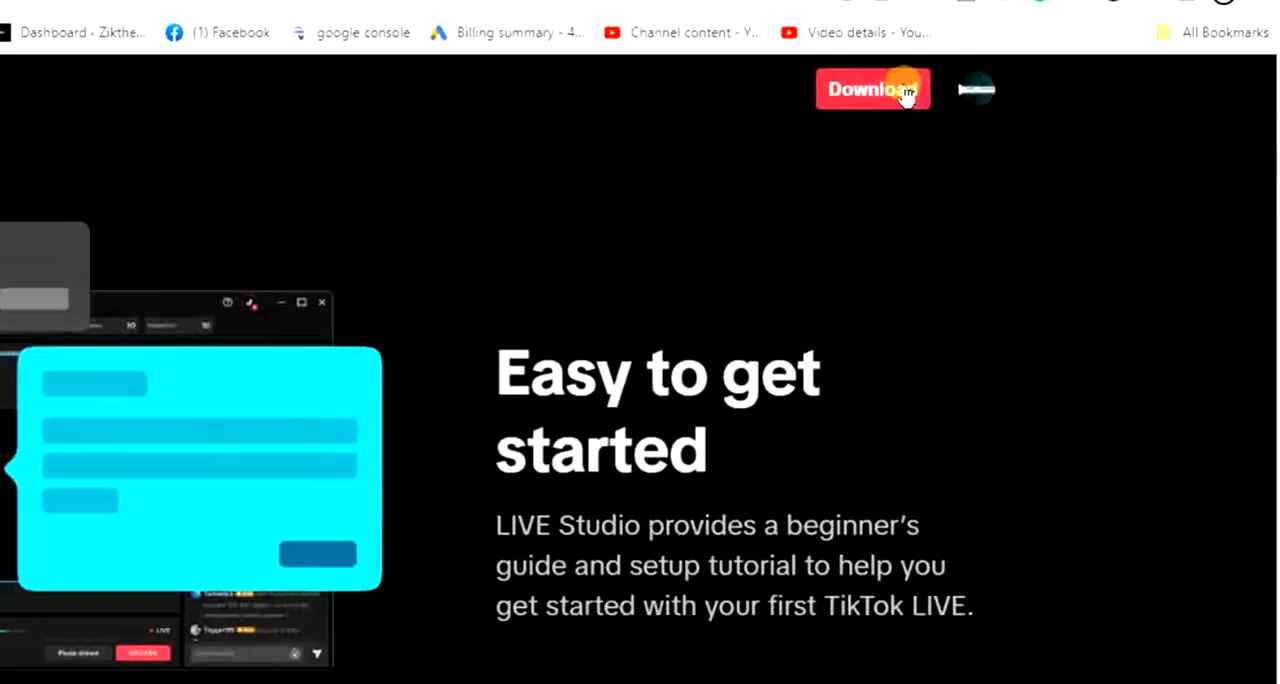 Dashboard ‹ Zikthe... (1) Facebook google console Billing summary - 4... Channel content - Y... Video details - You... All Bookmarks
Download
Easy to get
started
LIVE Studio provides a beginner’s
guide and setup tutorial to help you
get started with your first TikTok LIVE.
LIVE